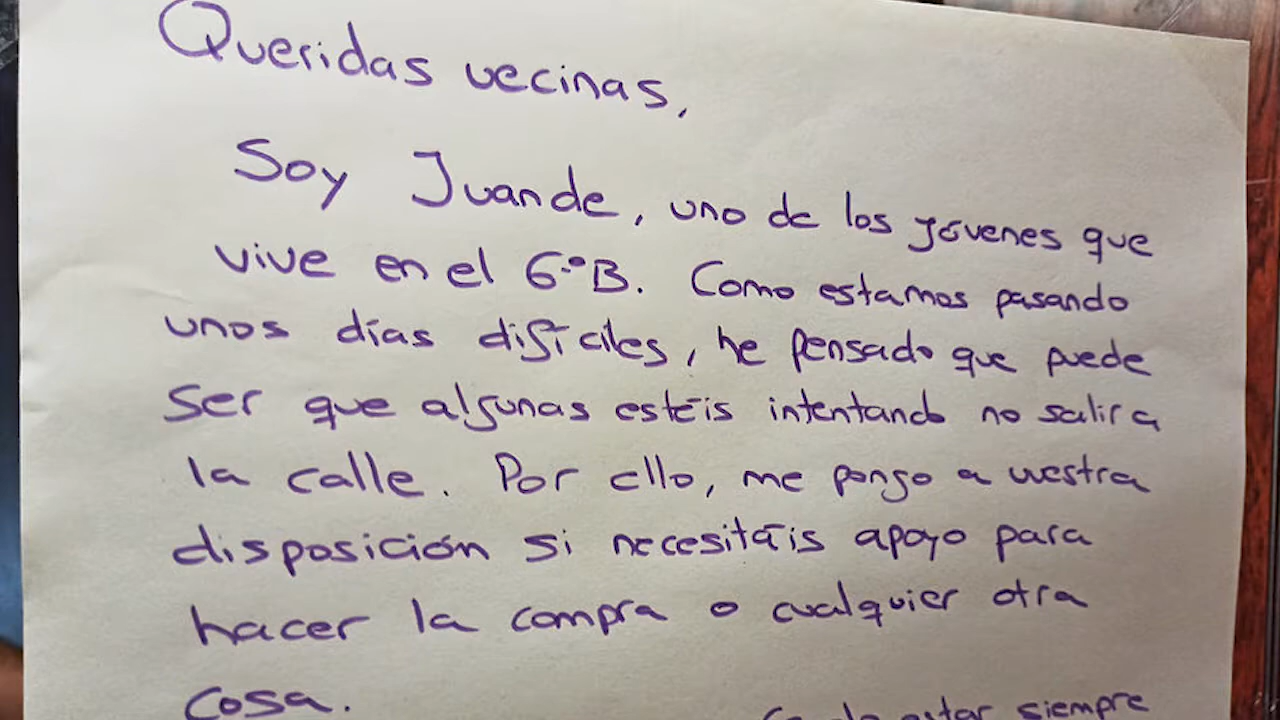 Queridas vecinas,
Soy Juande, uno de los jóvenes que
vive en el 6.º B. Como estamos pasando
unos días difíciles, he pensado que puede
ser que algunas estéis intentando no salir a
la calle. Por ello, me pongo a vuestra
disposición si necesitáis apoyo para
hacer la compra o cualquier otra
cosa.
estar siempre